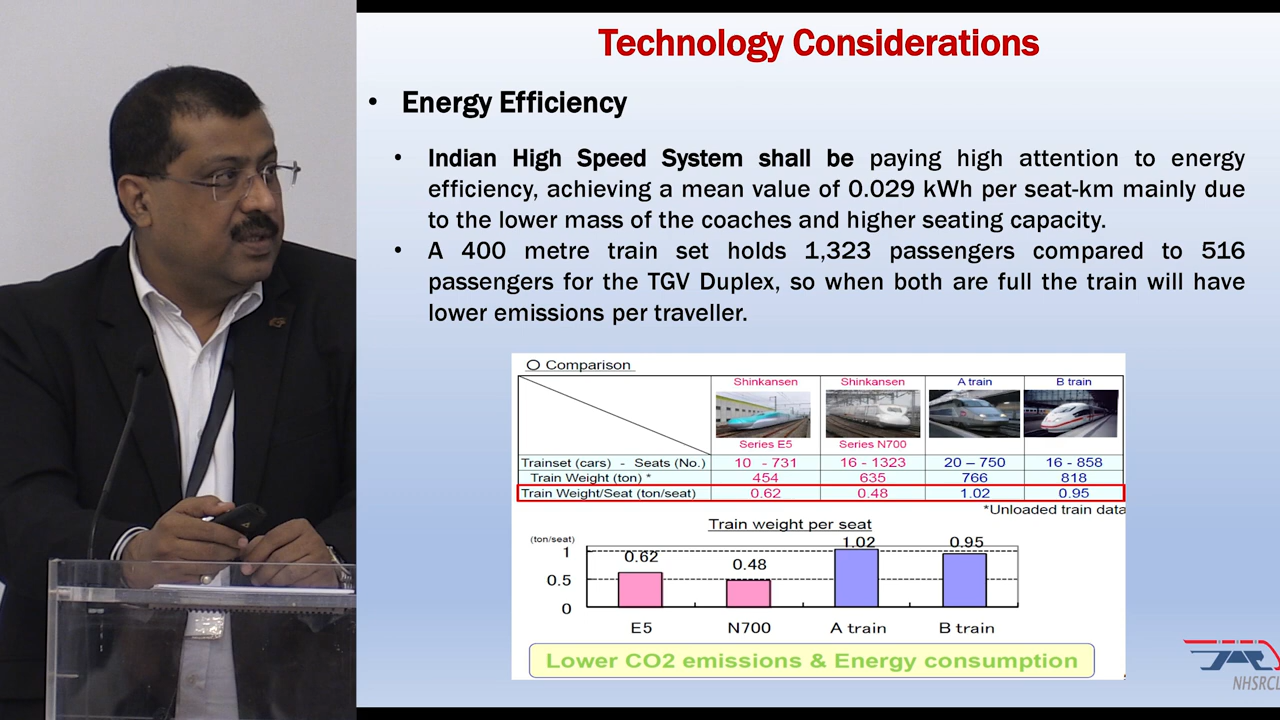 Technology Considerations
• Energy Efficiency
• Indian High Speed System shall be paying high attention to energy
efficiency, achieving a mean value of 0.029 kWh per seat-km mainly due
to the lower mass of the coaches and higher seating capacity.
• A 400 metre train set holds 1,323 passengers compared to 516
passengers for the TGV Duplex, so when both are full the train will have
lower emissions per traveller.
○ Comparison
Shinkansen Shinkansen A train B train
Series E5 Series N700
Trainset (cars) - Seats (No.) 10 - 731 16 - 1323 20 – 750 16 - 858
Train Weight (ton) * 454 635 766 818
Train Weight/Seat (ton/seat) 0.62 0.48 1.02 0.95
*Unloaded train data
Train weight per seat
(ton/seat)
1.02 0.95
1 0.62 0.48
0.5
0
E5 N700 A train B train
Lower CO2 emissions & Energy consumption
NHSRCL